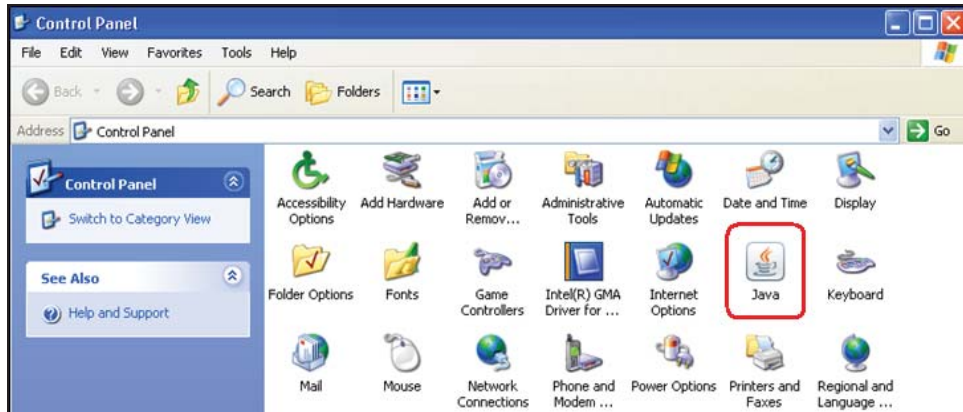 Control Panel
File Edit View Favorites Tools Help
Back Search Folders
Address Control Panel Go
Control Panel
Switch to Category View
See Also
Help and Support
Accessibility Options
Add Hardware
Add or Remov...
Administrative Tools
Automatic Updates
Date and Time
Display
Folder Options
Fonts
Game Controllers
Intel(R) GMA Driver for ...
Internet Options
Java
Keyboard
Mail
Mouse
Network Connections
Phone and Modem ...
Power Options
Printers and Faxes
Regional and Language ...